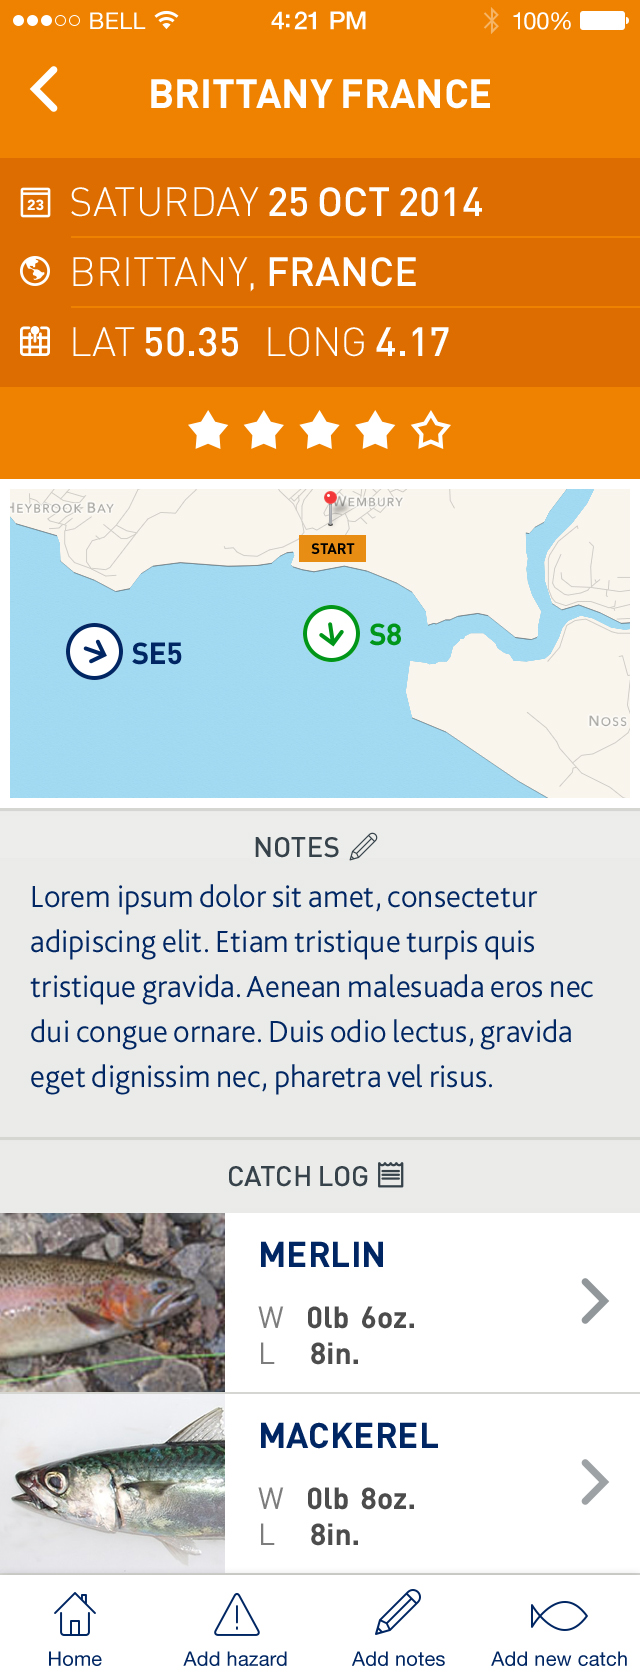 BELL 4:21 PM 100%
BRITTANY FRANCE
23 SATURDAY 25 OCT 2014
BRITTANY, FRANCE
LAT 50.35 LONG 4.17
HEYBROOK BAY
WEMBURY
START
SE5
S8
NOSS
NOTES
Lorem ipsum dolor sit amet, consectetur
adipiscing elit. Etiam tristique turpis quis
tristique gravida. Aenean malesuada eros nec
dui congue ornare. Duis odio lectus, gravida
eget dignissim nec, pharetra vel risus.
CATCH LOG
MERLIN
W 0lb 6oz.
L 8in.
MACKEREL
W 0lb 8oz.
L 8in.
Home Add hazard Add notes Add new catch